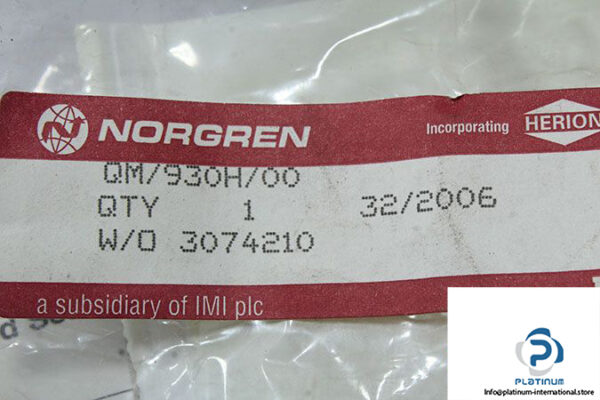 NORGREN
Incorporating HERION
QM/930H/00
QTY 1 32/2006
W/O 3074210
a subsidiary of IMI plc
PLATINUM
Info@platinum-international.store